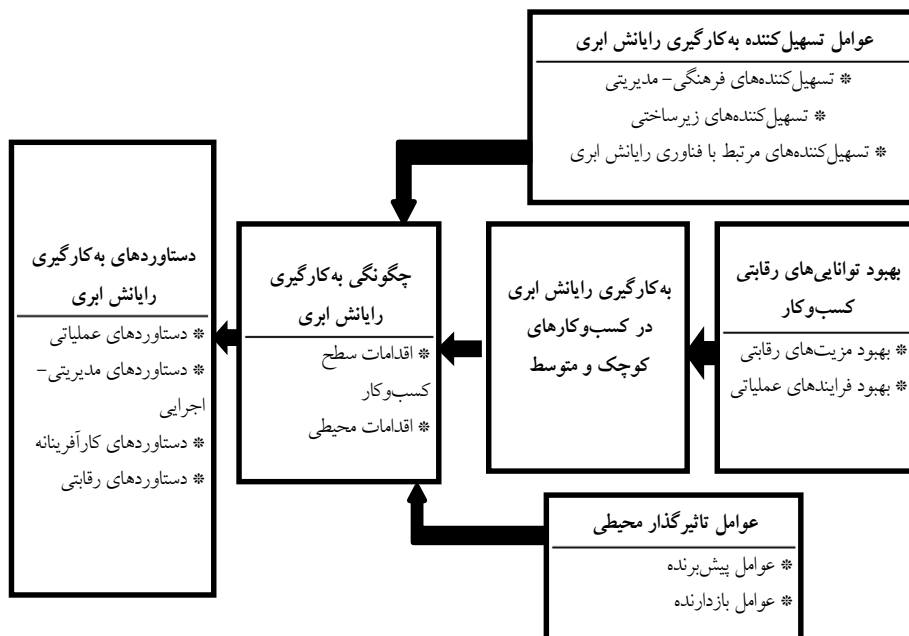 عوامل تسهیل‌کننده به‌کارگیری رایانش ابری
* تسهیل‌کننده‌های فرهنگی- مدیریتی
* تسهیل‌کننده‌های زیرساختی
* تسهیل‌کننده‌های مرتبط با فناوری رایانش ابری
بهبود توانایی‌های رقابتی
کسب‌وکار
* بهبود مزیت‌های رقابتی
* بهبود فرایندهای عملیاتی
به‌کارگیری رایانش ابری
در کسب‌وکارهای
کوچک و متوسط
چگونگی به‌کارگیری
رایانش ابری
* اقدامات سطح
کسب‌وکار
* اقدامات محیطی
دستاوردهای به‌کارگیری
رایانش ابری
* دستاوردهای عملیاتی
* دستاوردهای مدیریتی-
اجرایی
* دستاوردهای کارآفرینانه
* دستاوردهای رقابتی
عوامل تاثیرگذار محیطی
* عوامل پیش‌برنده
* عوامل بازدارنده